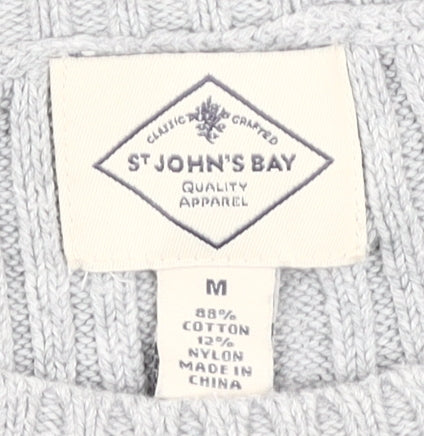 CLASSIC CRAFTED
ST JOHN'S BAY
QUALITY
APPAREL
M
88%
COTTON
12%
NYLON
MADE IN
CHINA